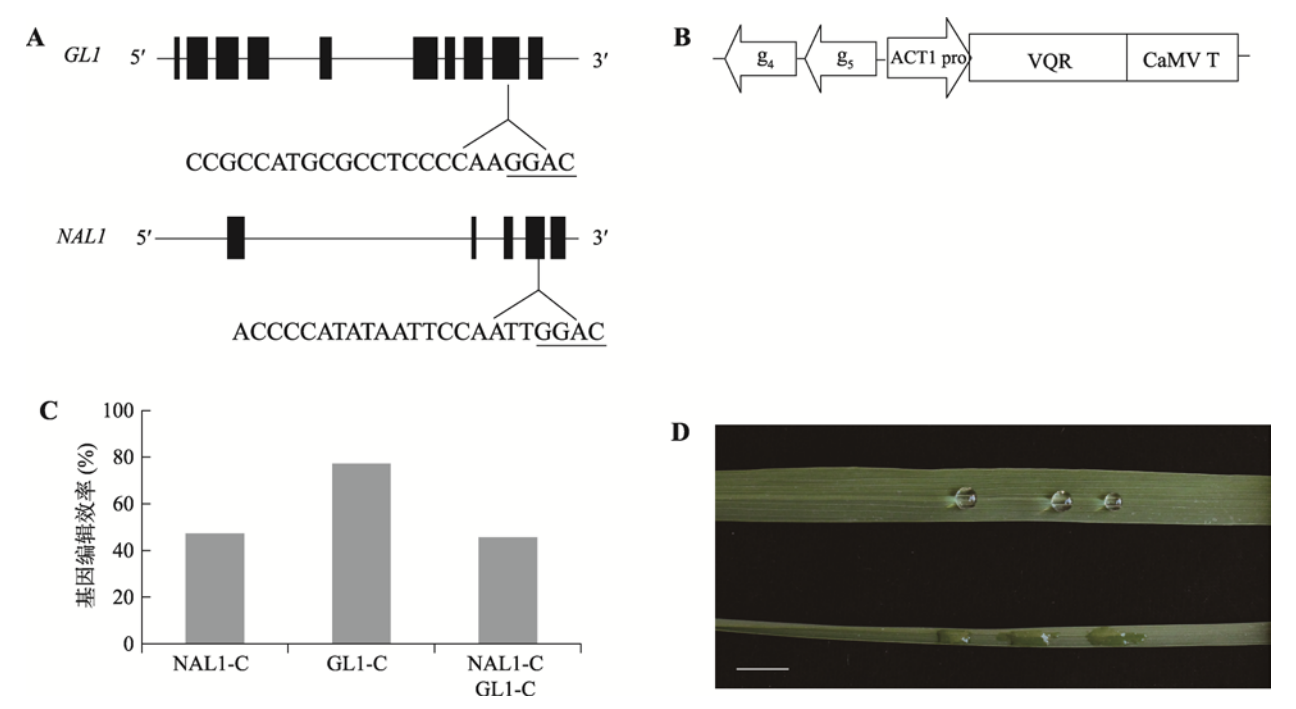 A
GL1 5′ 3′
CCGCCATGCGCCTCCCCAAGGGAC
NAL1 5′ 3′
ACCCCATATAATTCCAATTGGAC
B
g4 g5 ACT1 pro VQR CaMV T
C
基因编辑效率 (%)
100
80
60
40
20
0
NAL1-C GL1-C NAL1-C
GL1-C
D